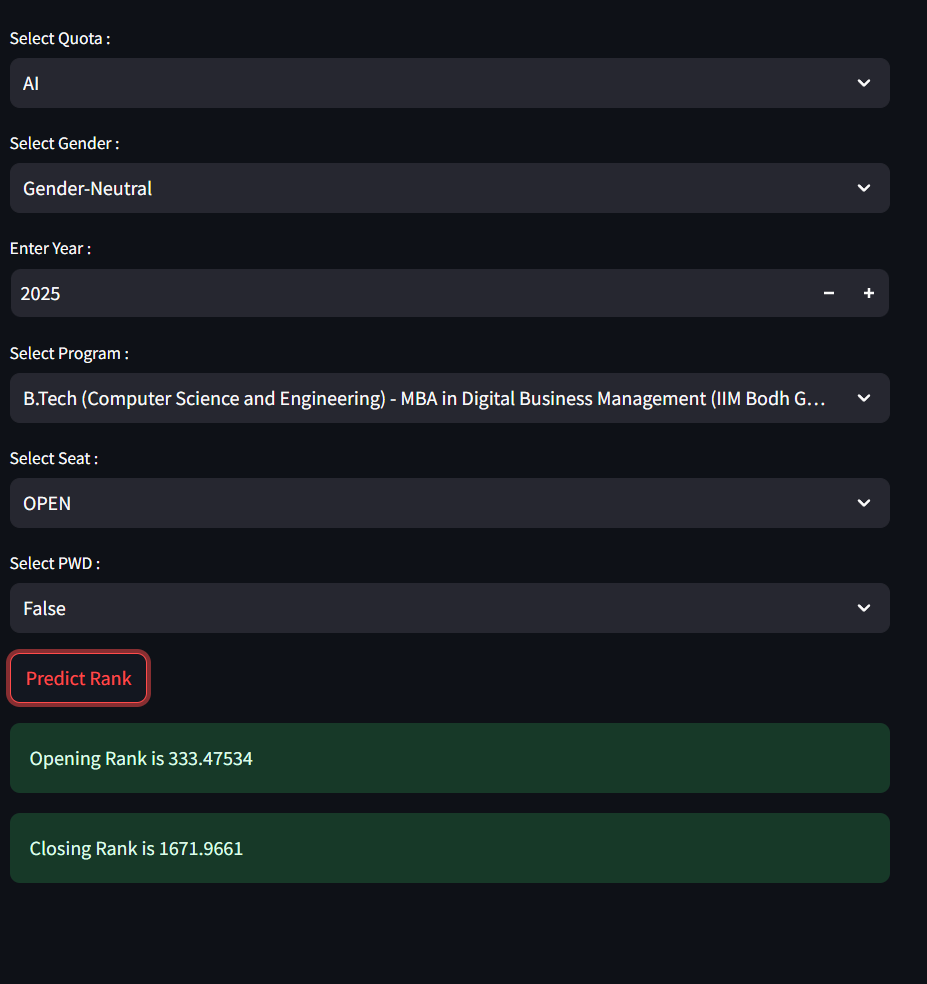 Select Quota :
AI
Select Gender :
Gender-Neutral
Enter Year :
2025
Select Program :
B.Tech (Computer Science and Engineering) - MBA in Digital Business Management (IIM Bodh G...
Select Seat :
OPEN
Select PWD :
False
Predict Rank
Opening Rank is 333.47534
Closing Rank is 1671.9661